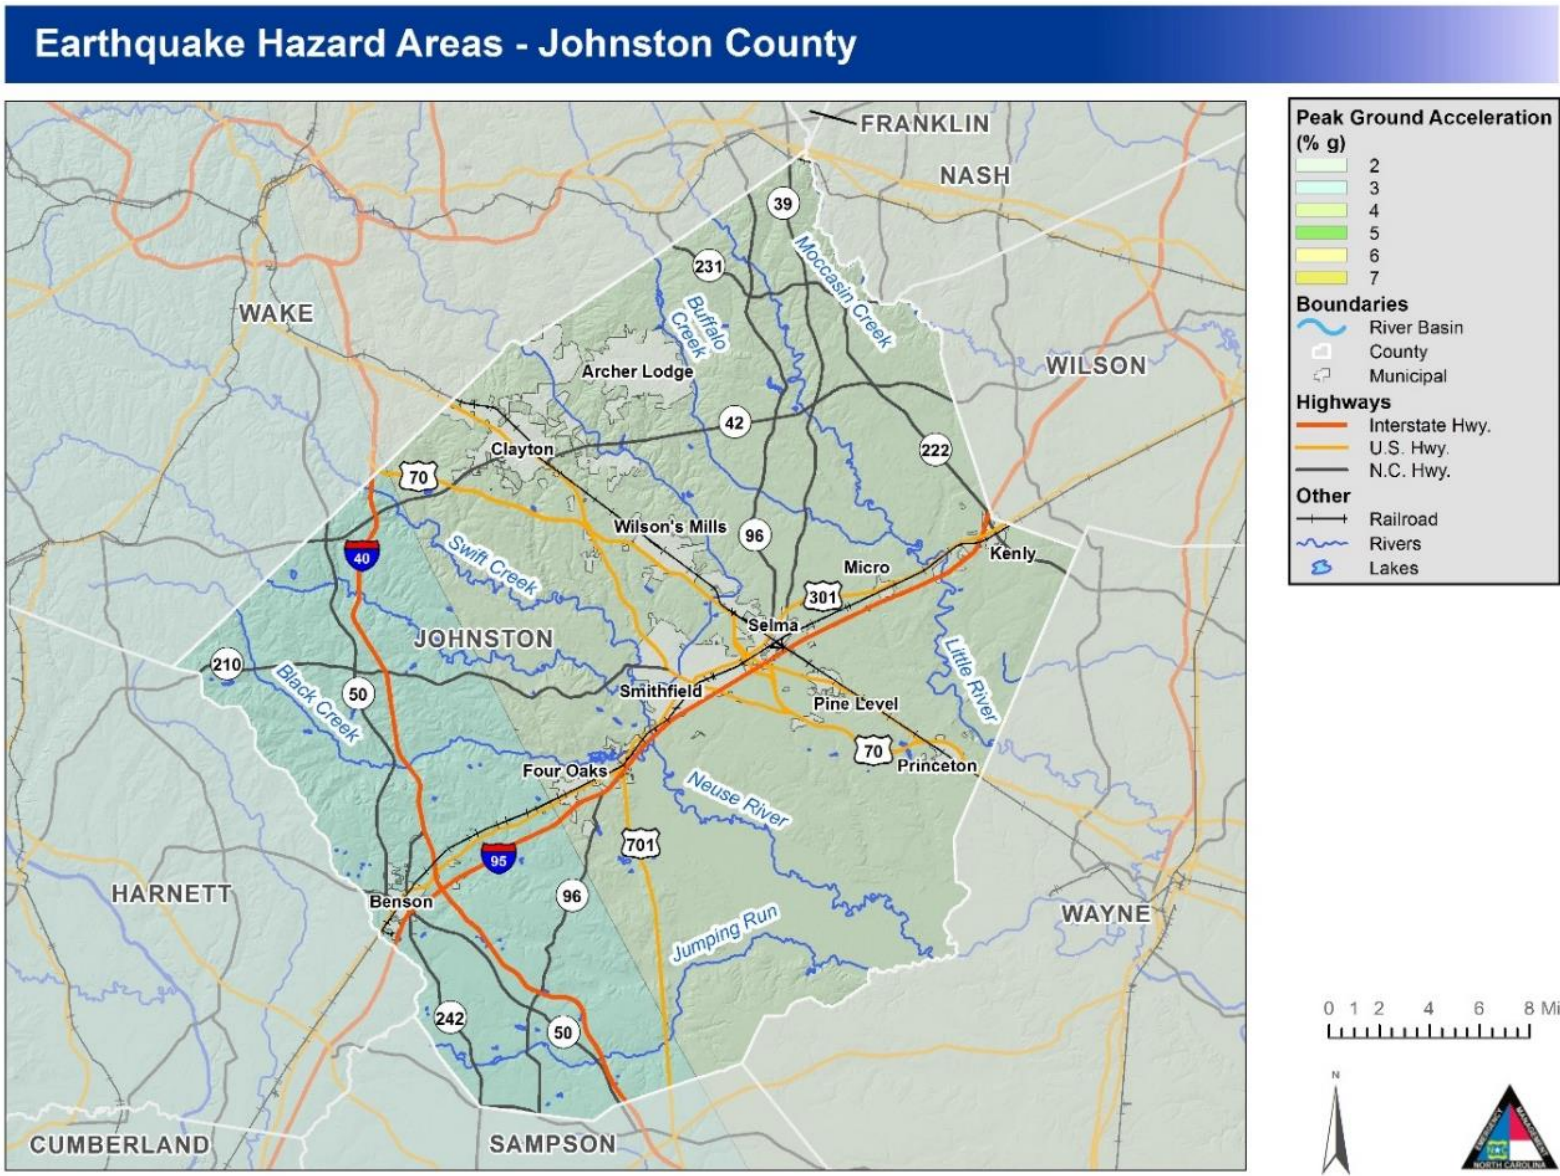 Earthquake Hazard Areas - Johnston County
FRANKLIN
NASH
39
231
Moccasin Creek
Buffalo
Creek
WAKE
WILSON
Archer Lodge
42
Clayton
222
70
Wilson's Mills
96
Swift Creek
40
Micro
Kenly
301
Selma
JOHNSTON
210
Black Creek
50
Smithfield
Little River
Pine Level
70
Princeton
Four Oaks
Neuse River
701
95
HARNETT
Benson
96
WAYNE
Jumping Run
242
50
CUMBERLAND
SAMPSON
Peak Ground Acceleration
(% g)
2
3
4
5
6
7
Boundaries
River Basin
County
Municipal
Highways
Interstate Hwy.
U.S. Hwy.
N.C. Hwy.
Other
Railroad
Rivers
Lakes
0 1 2 4 6 8 Mi
N
EMERGENCY
MANAGEMENT
NORTH CAROLINA